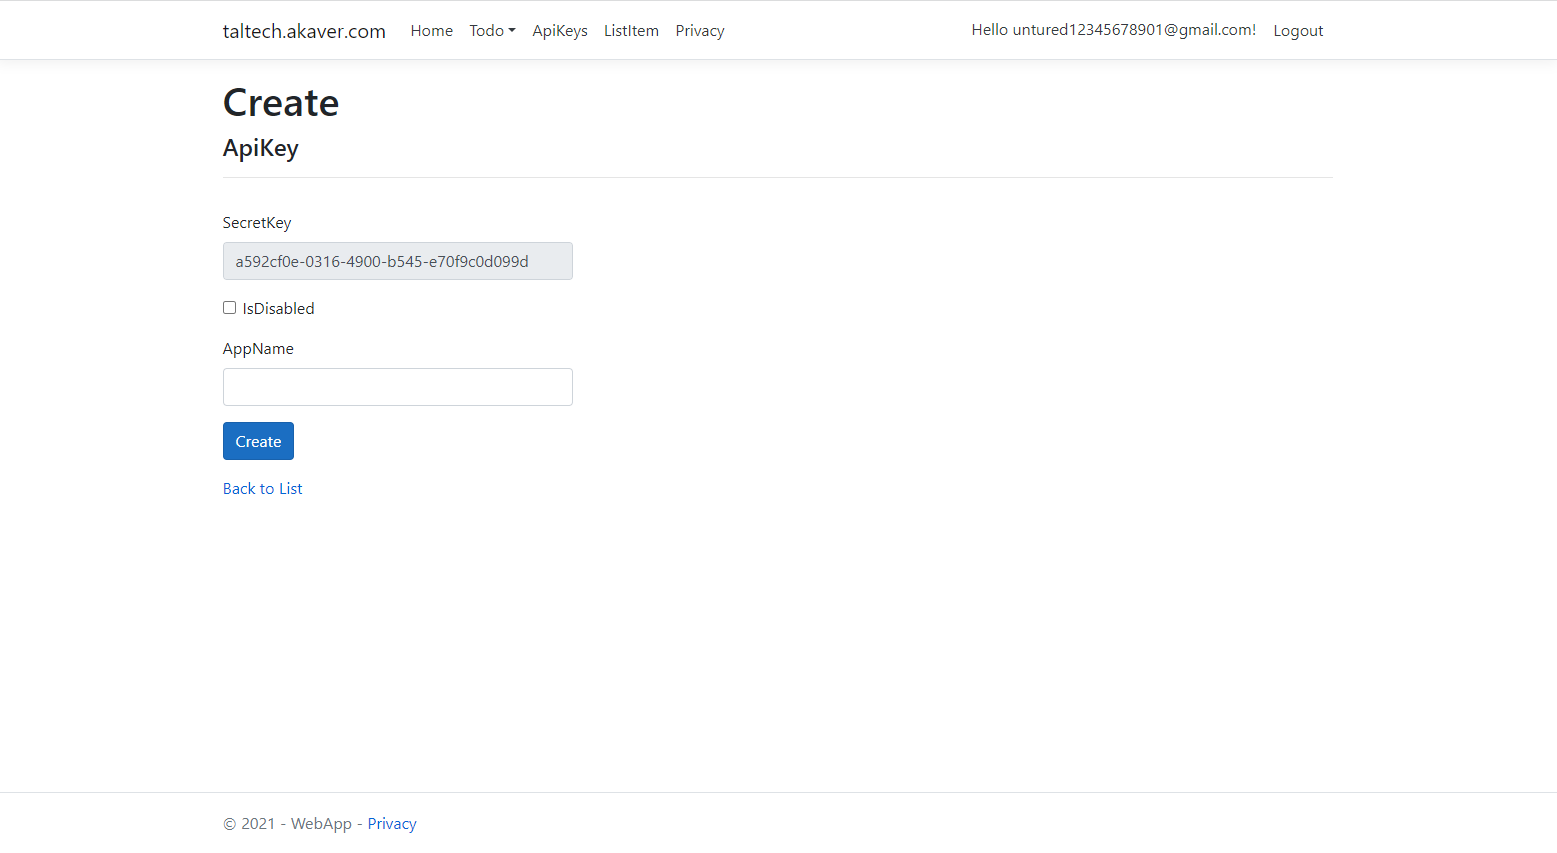 taltech.akaver.com Home Todo ApiKeys ListItem Privacy Hello untured12345678901@gmail.com! Logout
Create
ApiKey
SecretKey
a592cf0e-0316-4900-b545-e70f9c0d099d
IsDisabled
AppName
Create
Back to List
© 2021 - WebApp - Privacy